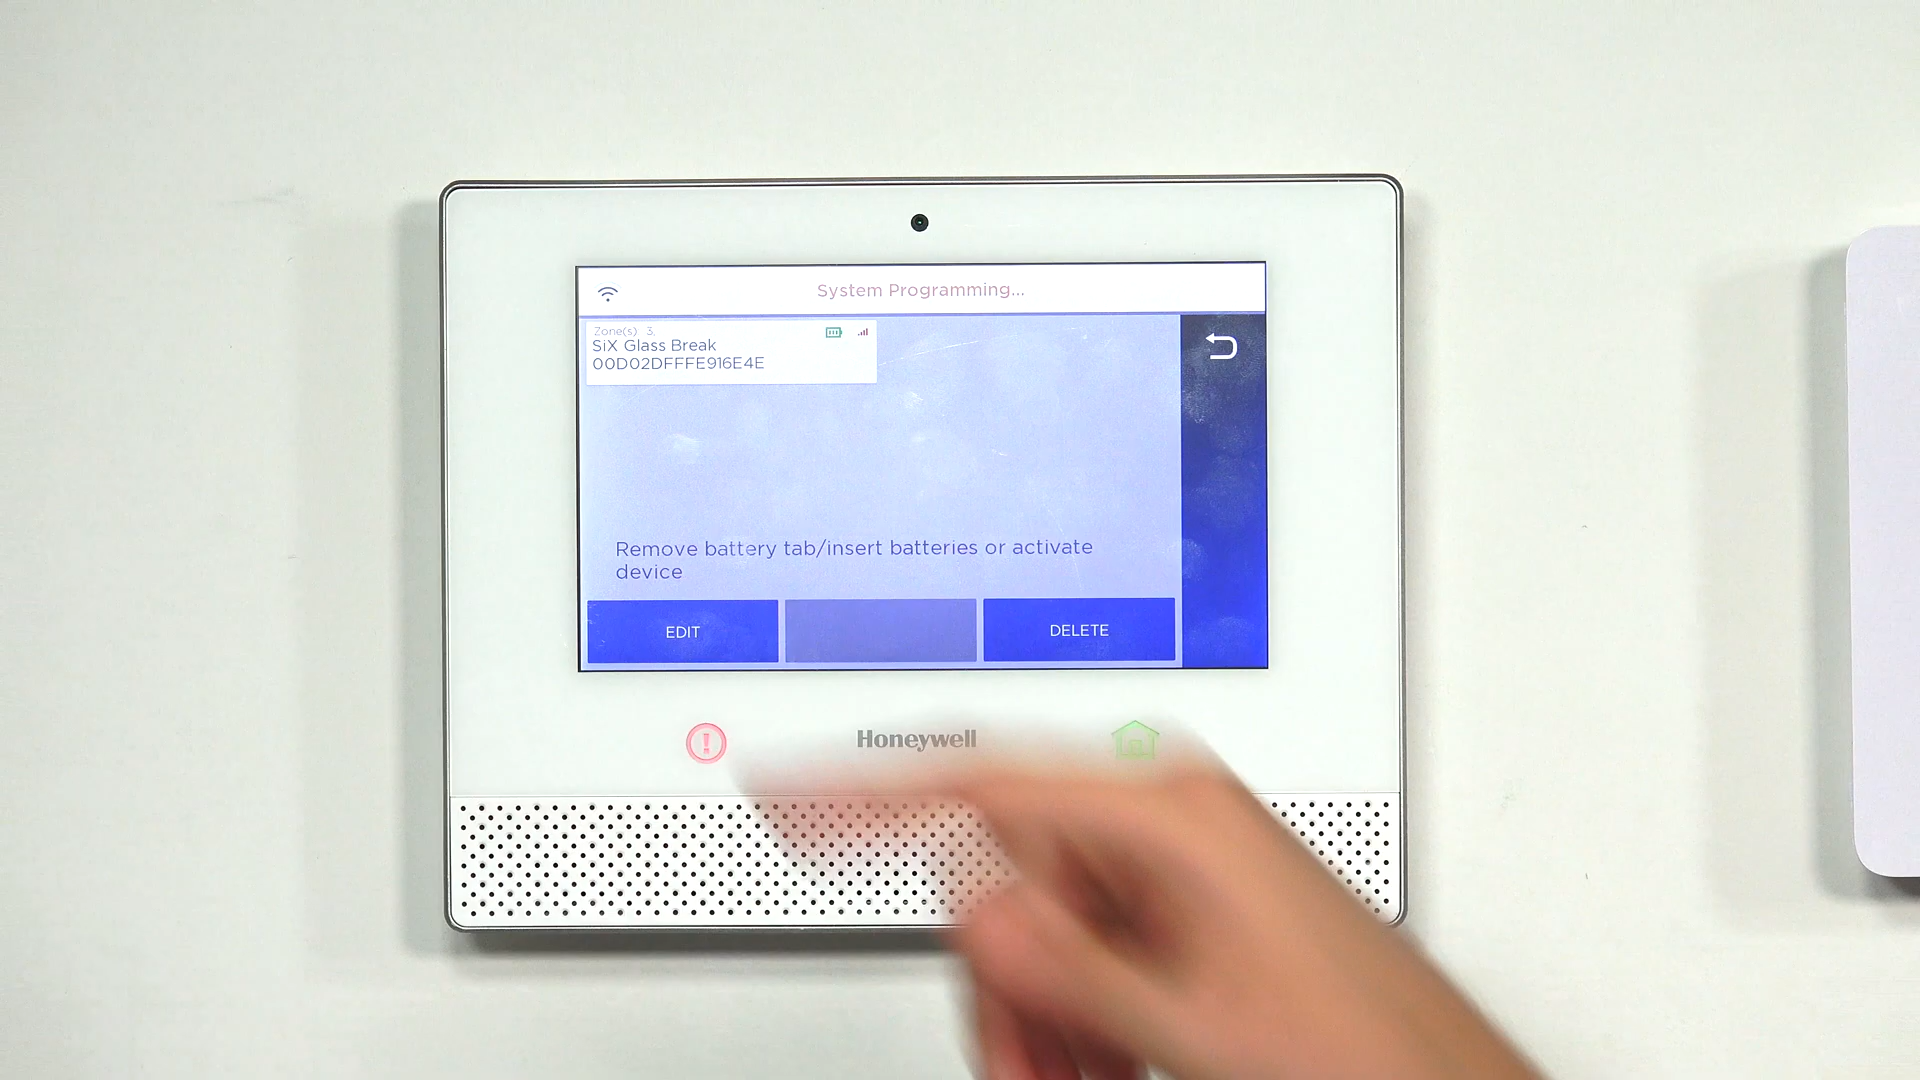 System Programming...
Zone(s): 3,
SiX Glass Break
00D02DFFFE916E4E
Remove battery tab/insert batteries or activate
device
EDIT
DELETE
Honeywell